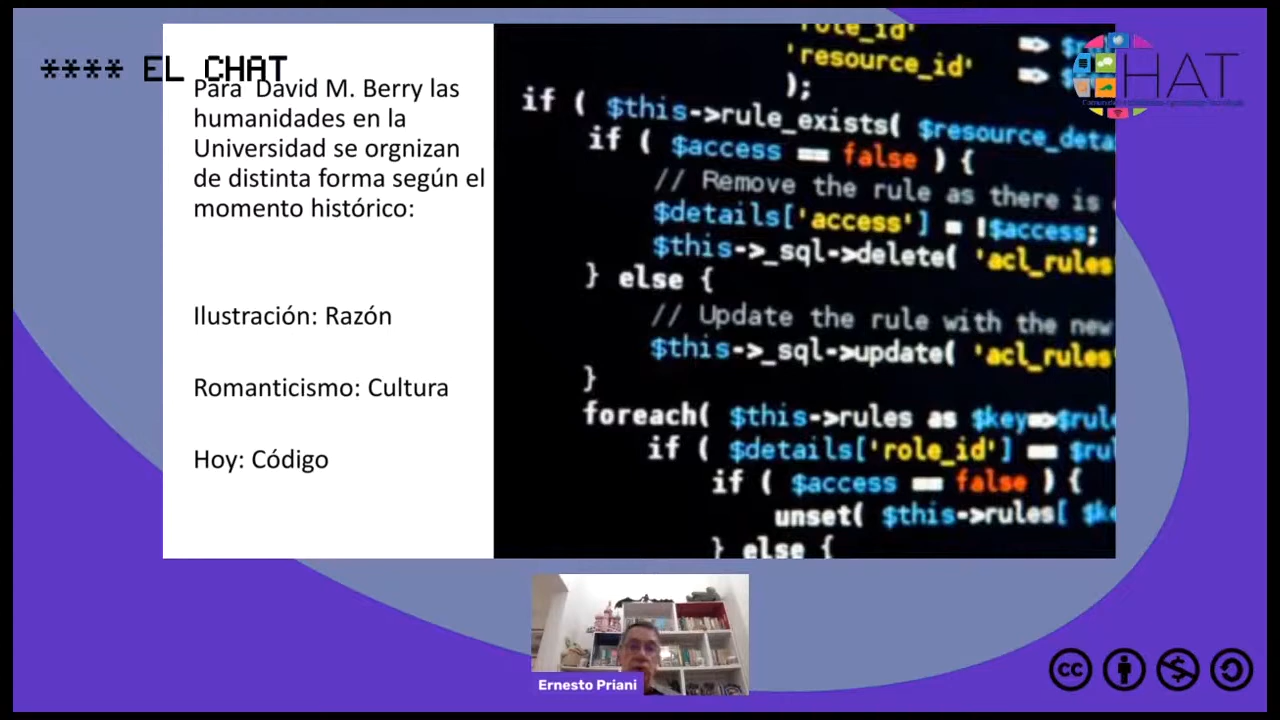 **** EL CHAT
Para David M. Berry las
humanidades en la
Universidad se orgnizan
de distinta forma según el
momento histórico:
Ilustración: Razón
Romanticismo: Cultura
Hoy: Código
'role_id' =>
'resource_id' =>
);
if ( $this->rule_exists( $resource_deta
if ( $access == false ) {
// Remove the rule as there is
$details['access'] = !$access;
$this->_sql->delete( 'acl_rules
} else {
// Update the rule with the new
$this->_sql->update( 'acl_rules'
}
foreach( $this->rules as $key=>$rul
if ( $details['role_id'] == $ru
if ( $access == false ) {
unset( $this->rules[ $k
} else {
HAT
Ernesto Priani
cc